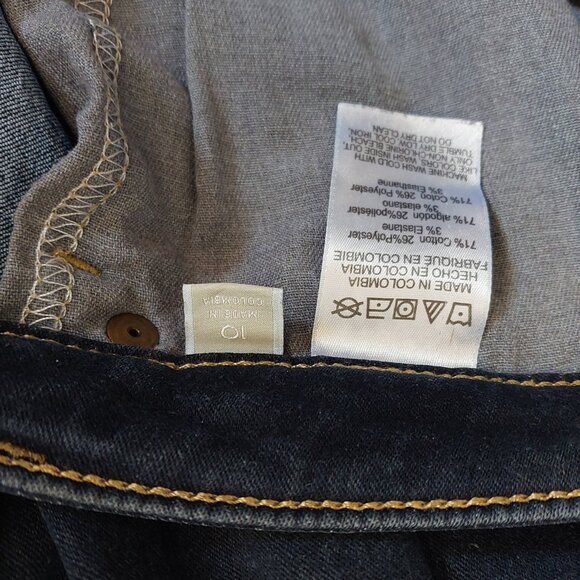 MADE IN COLOMBIA
HECHO EN COLOMBIA
FABRIQUE EN COLOMBIE
71% Cotton 26%Polyester
3% Elastane
71% algodón 26%poliéster
3% elastano
71% Coton 26% Polyester
3% Elasthanne
MACHINE WASH COLD WITH
LIKE COLORS. WASH INSIDE OUT.
ONLY NON-CHLORINE BLEACH.
TUMBLE DRY LOW. COOL IRON.
DO NOT DRY CLEAN
10
MADE IN
COLOMBIA